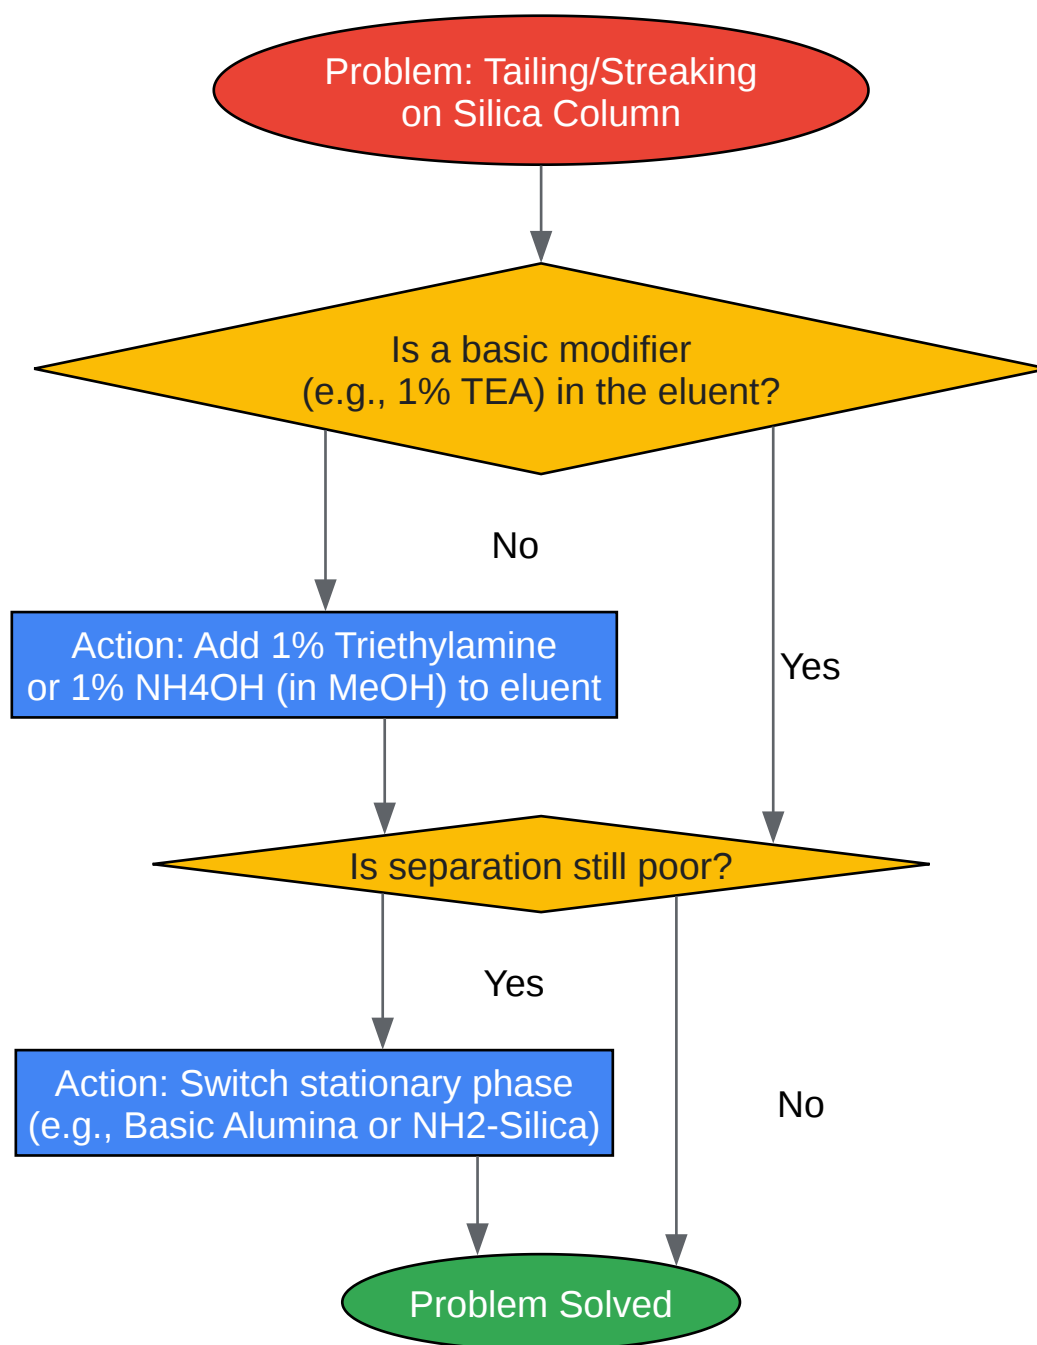 Problem: Tailing/Streaking
on Silica Column
Is a basic modifier
(e.g., 1% TEA) in the eluent?
No
Action: Add 1% Triethylamine
or 1% NH4OH (in MeOH) to eluent
Yes
Is separation still poor?
Yes
Action: Switch stationary phase
(e.g., Basic Alumina or NH2-Silica)
No
Problem Solved